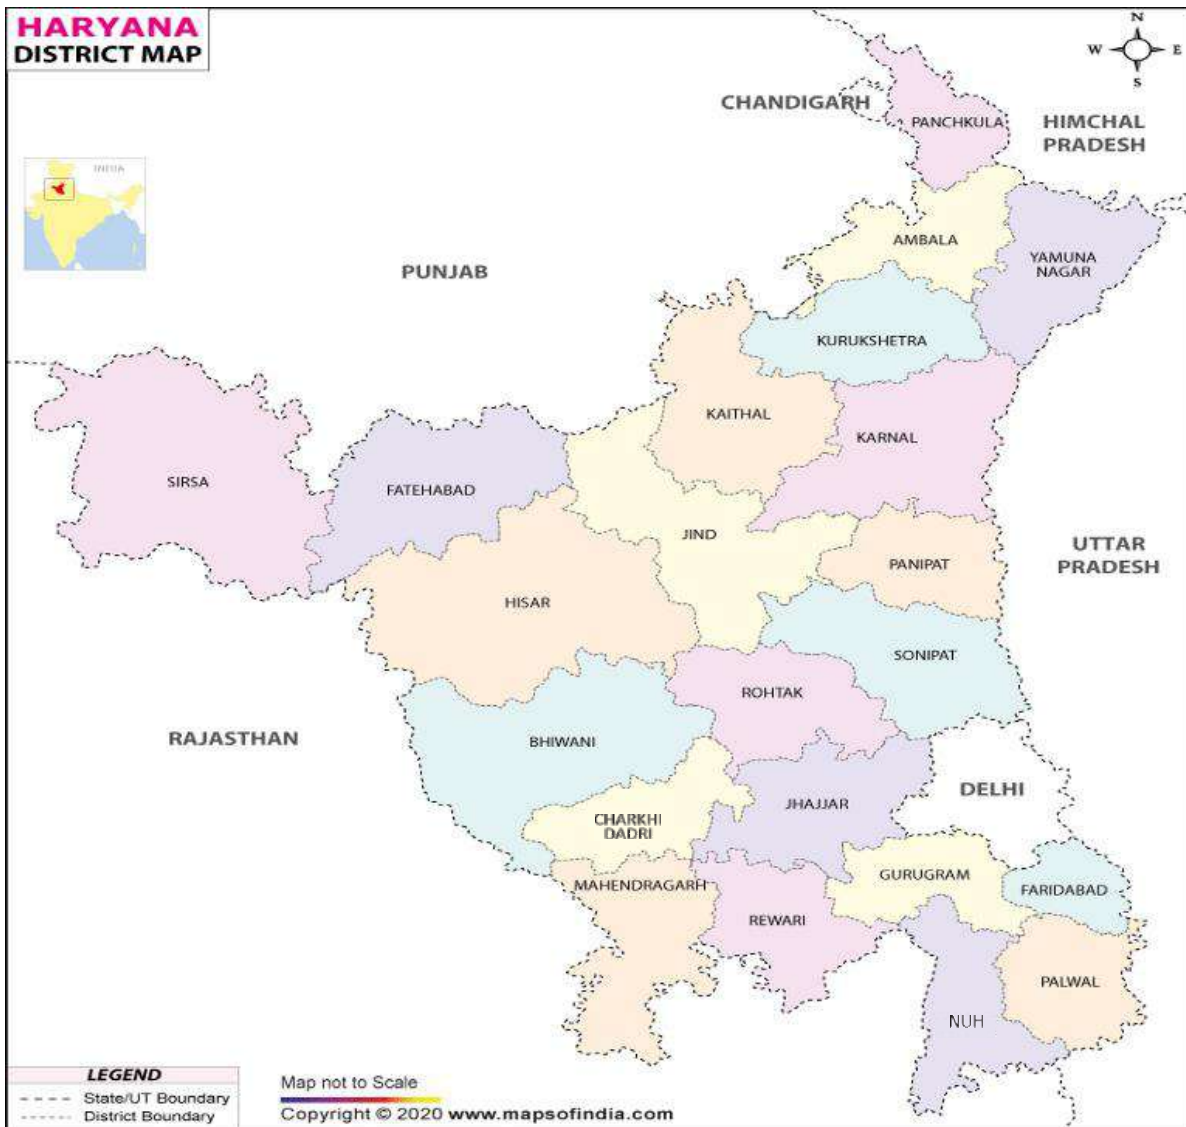 HARYANA
DISTRICT MAP
N
W
E
S
CHANDIGARH
PANCHKULA
HIMCHAL
PRADESH
INDIA
AMBALA
YAMUNA
NAGAR
PUNJAB
KURUKSHETRA
KAITHAL
KARNAL
SIRSA
FATEHABAD
JIND
UTTAR
PRADESH
PANIPAT
HISAR
SONIPAT
ROHTAK
RAJASTHAN
BHIWANI
DELHI
JHAJJAR
CHARKHI
DADRI
MAHENDRAGARH
GURUGRAM
FARIDABAD
REWARI
PALWAL
NUH
LEGEND
State/UT Boundary
District Boundary
Map not to Scale
Copyright © 2020 www.mapsofindia.com